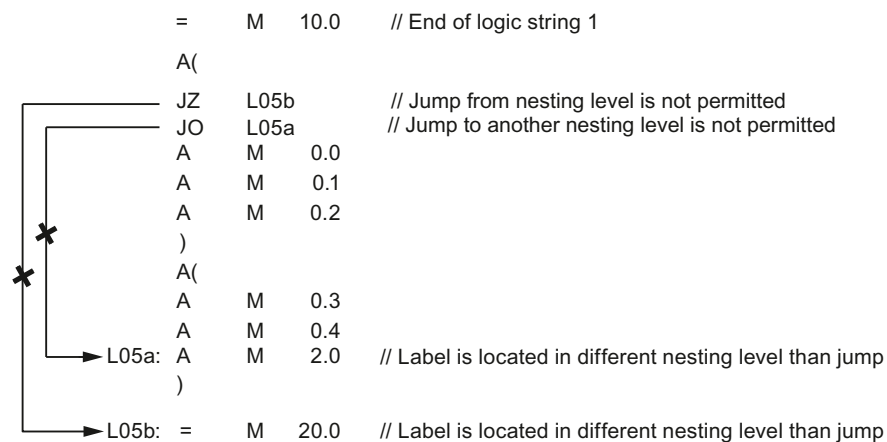 = M 10.0 // End of logic string 1
A(
JZ L05b // Jump from nesting level is not permitted
JO L05a // Jump to another nesting level is not permitted
A M 0.0
A M 0.1
A M 0.2
)
A(
A M 0.3
A M 0.4
L05a: A M 2.0 // Label is located in different nesting level than jump
)
L05b: = M 20.0 // Label is located in different nesting level than jump